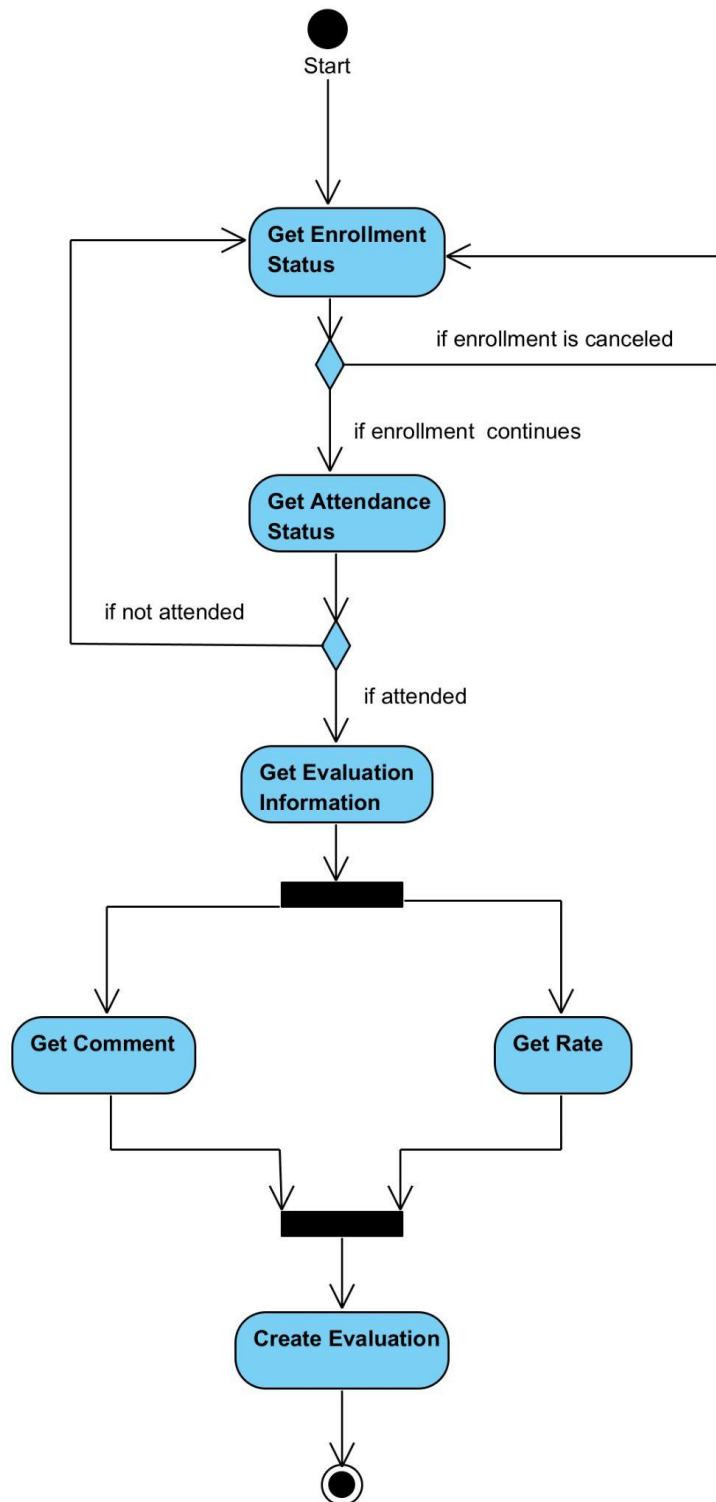 Start
Get Enrollment
Status
if enrollment is canceled
if enrollment continues
Get Attendance
Status
if not attended
if attended
Get Evaluation
Information
Get Comment
Get Rate
Create Evaluation